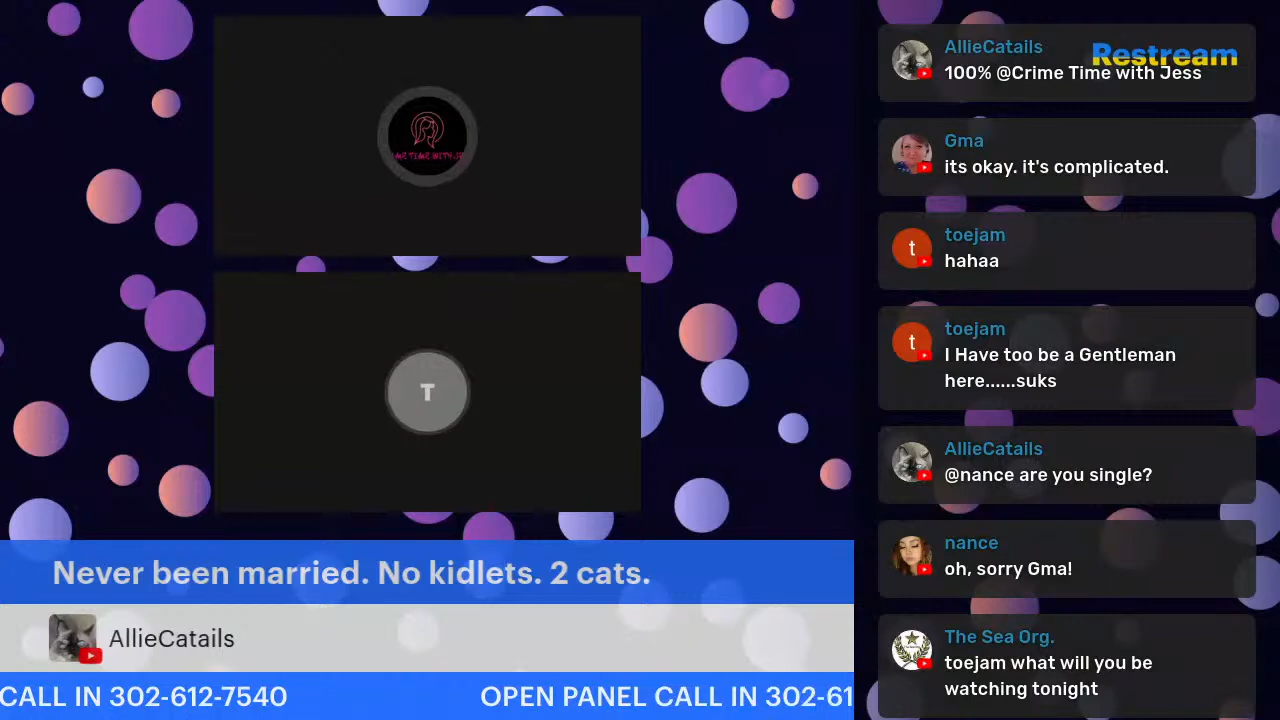 T
Never been married. No kidlets. 2 cats.
AllieCatails
CALL IN 302-612-7540 OPEN PANEL CALL IN 302-61
Restream
AllieCatails
100% @Crime Time with Jess
Gma
its okay. it's complicated.
t
toejam
hahaa
t
toejam
I Have too be a Gentleman
here......suks
AllieCatails
@nance are you single?
nance
oh, sorry Gma!
The Sea Org.
toejam what will you be
watching tonight